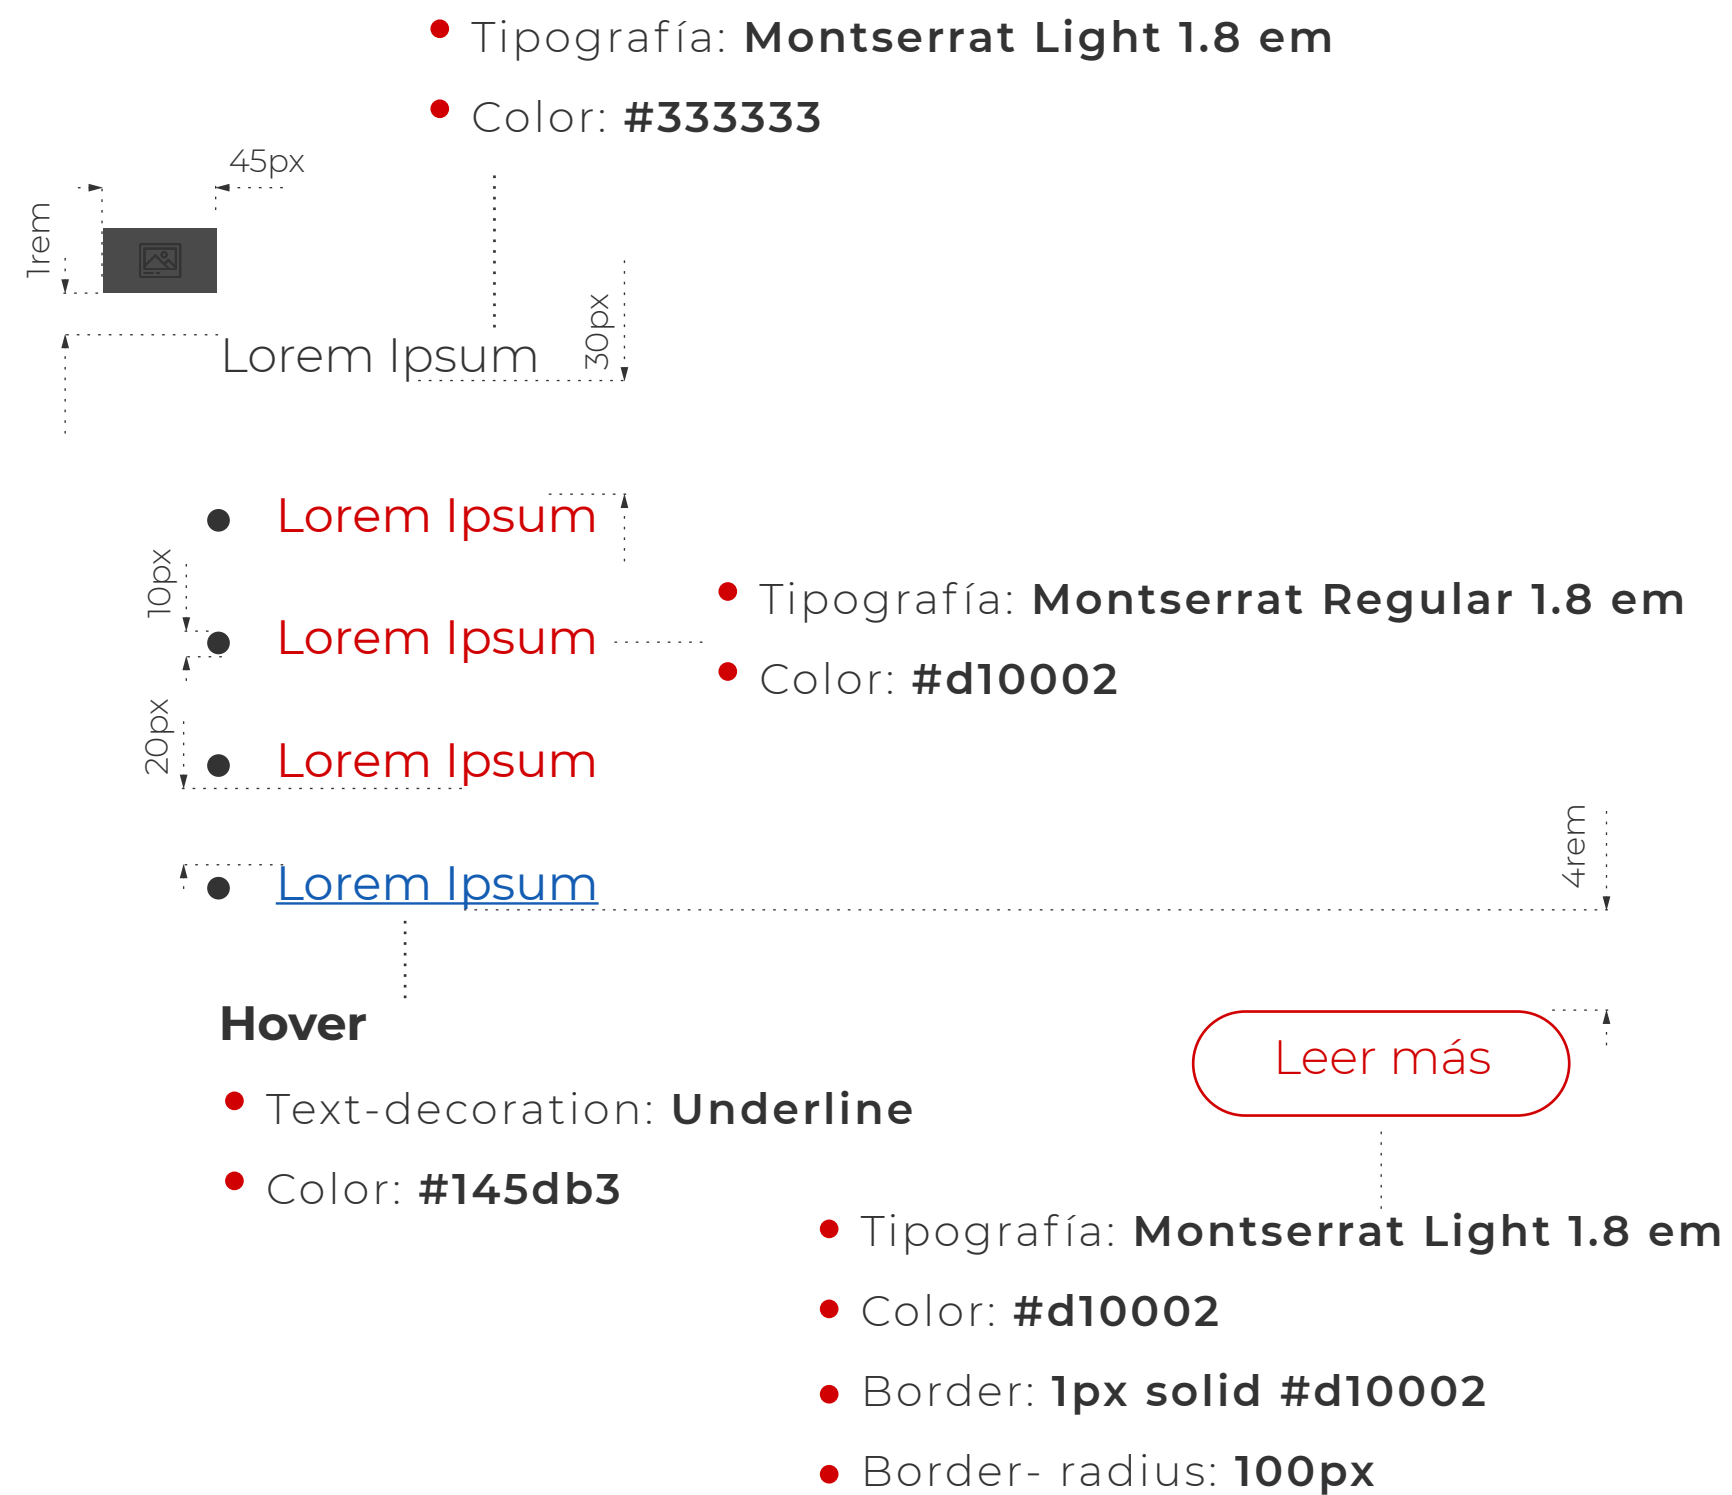 Tipografía: Montserrat Light 1.8 em
Color: #333333
45px
1rem
Lorem Ipsum
30px
Lorem Ipsum
10px
Lorem Ipsum
Tipografía: Montserrat Regular 1.8 em
Color: #d10002
20px
Lorem Ipsum
Lorem Ipsum
4rem
Hover
Text-decoration: Underline
Color: #145db3
Leer más
Tipografía: Montserrat Light 1.8 em
Color: #d10002
Border: 1px solid #d10002
Border- radius: 100px